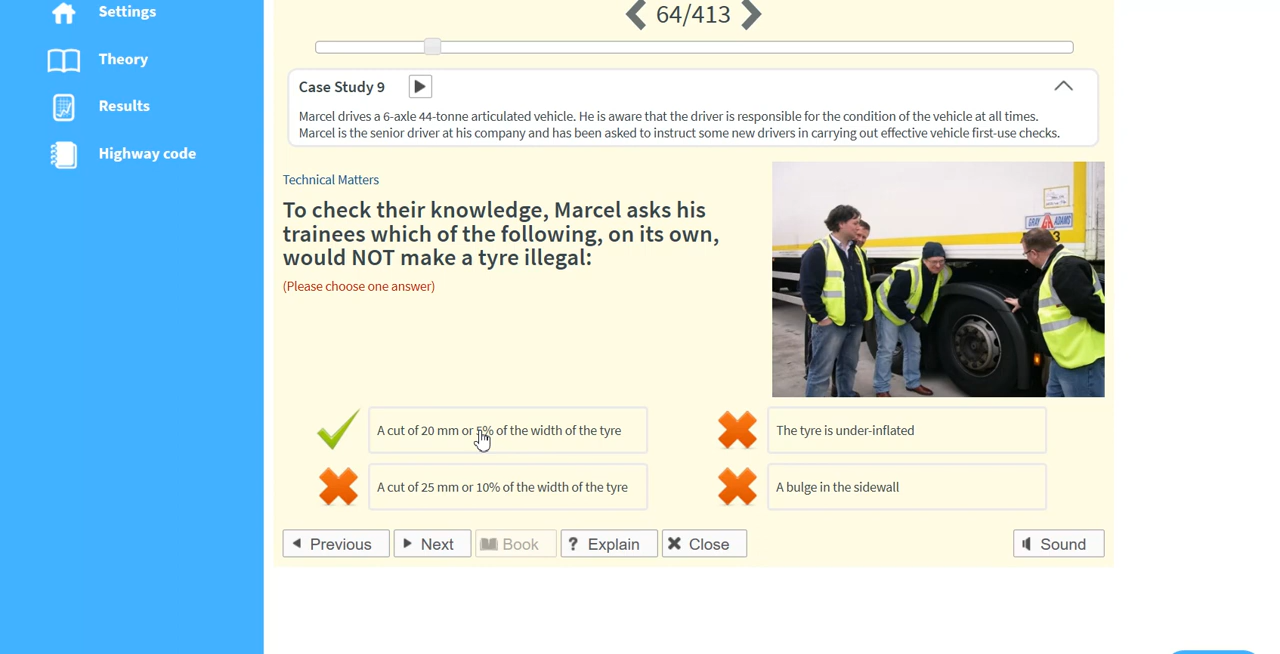 Settings
Theory
Results
Highway code
64/413
Case Study 9
Marcel drives a 6-axle 44-tonne articulated vehicle. He is aware that the driver is responsible for the condition of the vehicle at all times.
Marcel is the senior driver at his company and has been asked to instruct some new drivers in carrying out effective vehicle first-use checks.
Technical Matters
To check their knowledge, Marcel asks his
trainees which of the following, on its own,
would NOT make a tyre illegal:
(Please choose one answer)
GRAY ADAMS
3
A cut of 20 mm or 5% of the width of the tyre
The tyre is under-inflated
A cut of 25 mm or 10% of the width of the tyre
A bulge in the sidewall
Previous
Next
Book
? Explain
Close
Sound